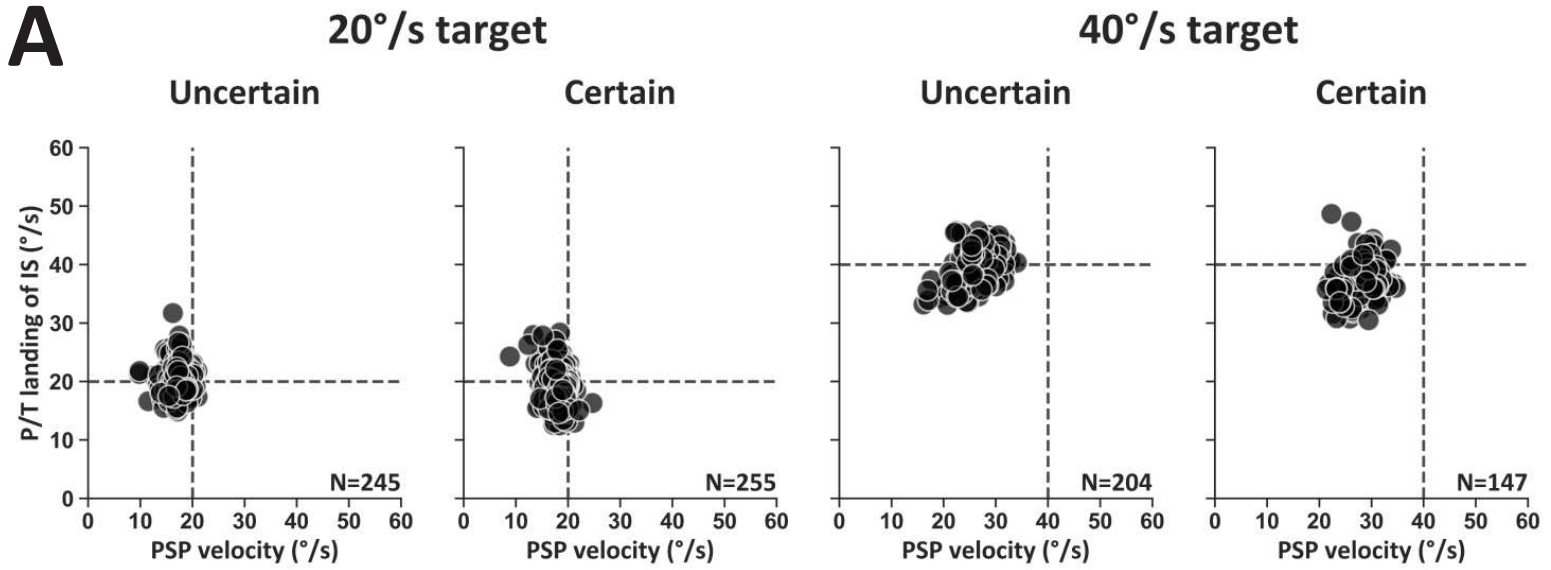 A
20°/s target
40°/s target
Uncertain
Certain
Uncertain
Certain
P/T landing of IS (°/s)
60
50
40
30
20
10
0
N=245
N=255
N=204
N=147
0 10 20 30 40 50 60
0 10 20 30 40 50 60
0 10 20 30 40 50 60
0 10 20 30 40 50 60
PSP velocity (°/s)
PSP velocity (°/s)
PSP velocity (°/s)
PSP velocity (°/s)